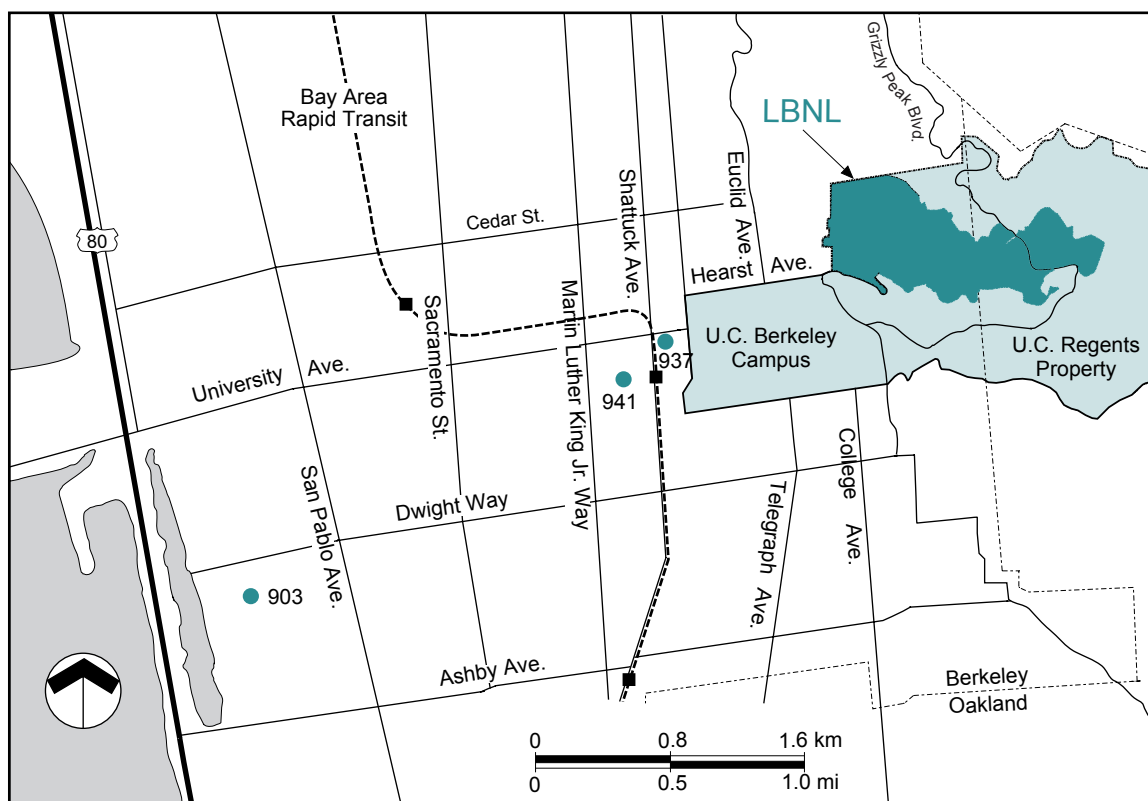 Bay Area
Rapid Transit
Grizzly Peak Blvd.
LBNL
Euclid Ave.
Shattuck Ave.
Cedar St.
80
Hearst Ave.
Sacramento St.
Martin Luther King Jr. Way
937
U.C. Berkeley
Campus
U.C. Regents
Property
University Ave.
941
San Pablo Ave.
Dwight Way
College Ave.
Telegraph Ave.
903
Ashby Ave.
Berkeley
Oakland
0 0.8 1.6 km
0 0.5 1.0 mi